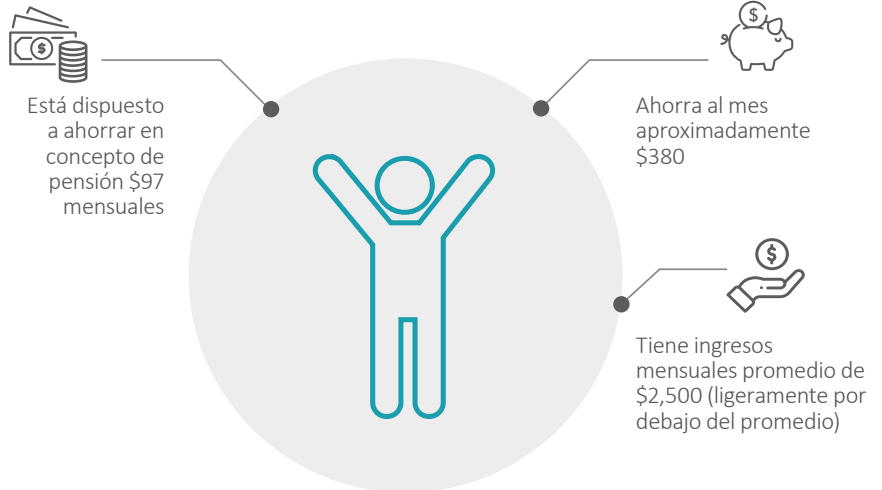 Está dispuesto
a ahorrar en
concepto de
pensión $97
mensuales
Ahorra al mes
aproximadamente
$380
Tiene ingresos
mensuales promedio de
$2,500 (ligeramente por
debajo del promedio)